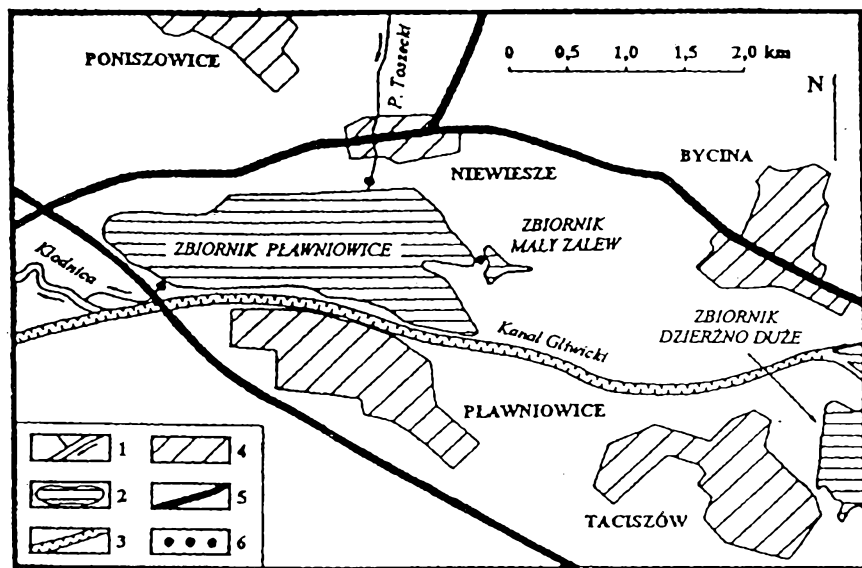 PONISZOWICE
P. Toszecki
0 0,5 1,0 1,5 2,0 km
N
NIEWIESZE
BYCINA
ZBIORNIK PŁAWNIOWICE
ZBIORNIK
MAŁY ZALEW
Kłodnica
ZBIORNIK
DZIERŻNO DUŻE
Kanał Gliwicki
PŁAWNIOWICE
TACISZÓW
1
2
3
4
5
6